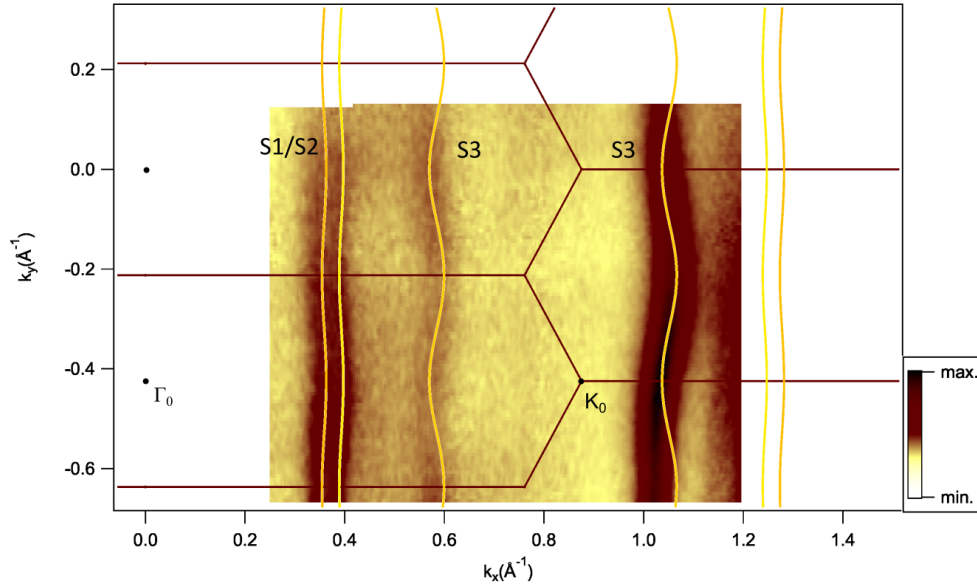 0.2
0.0
-0.2
-0.4
-0.6
k_y(Å⁻¹)
S1/S2
S3
S3
Γ₀
K₀
max.
min.
0.0 0.2 0.4 0.6 0.8 1.0 1.2 1.4
k_x(Å⁻¹)